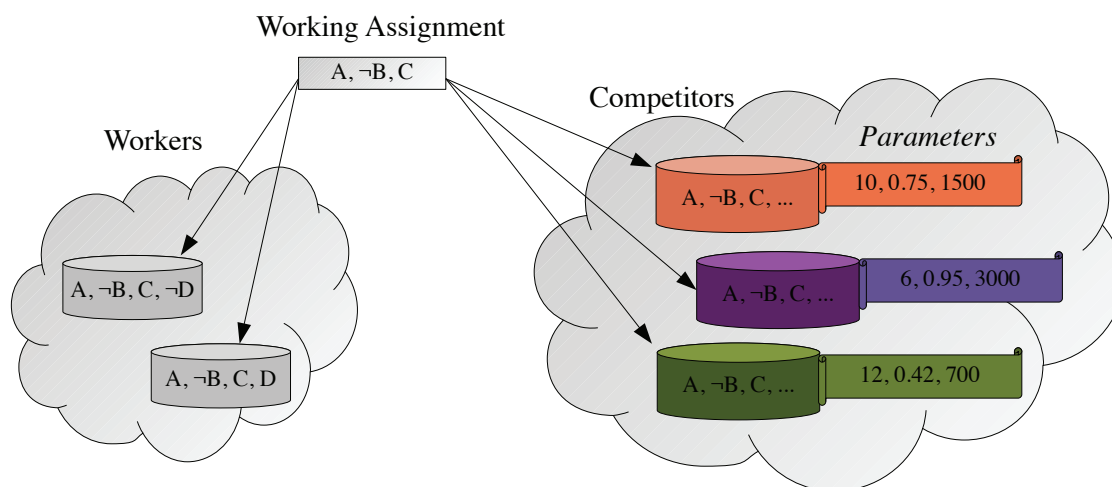 Working Assignment
A, ¬B, C
Workers
A, ¬B, C, ¬D
A, ¬B, C, D
Competitors
Parameters
A, ¬B, C, ...
10, 0.75, 1500
A, ¬B, C, ...
6, 0.95, 3000
A, ¬B, C, ...
12, 0.42, 700